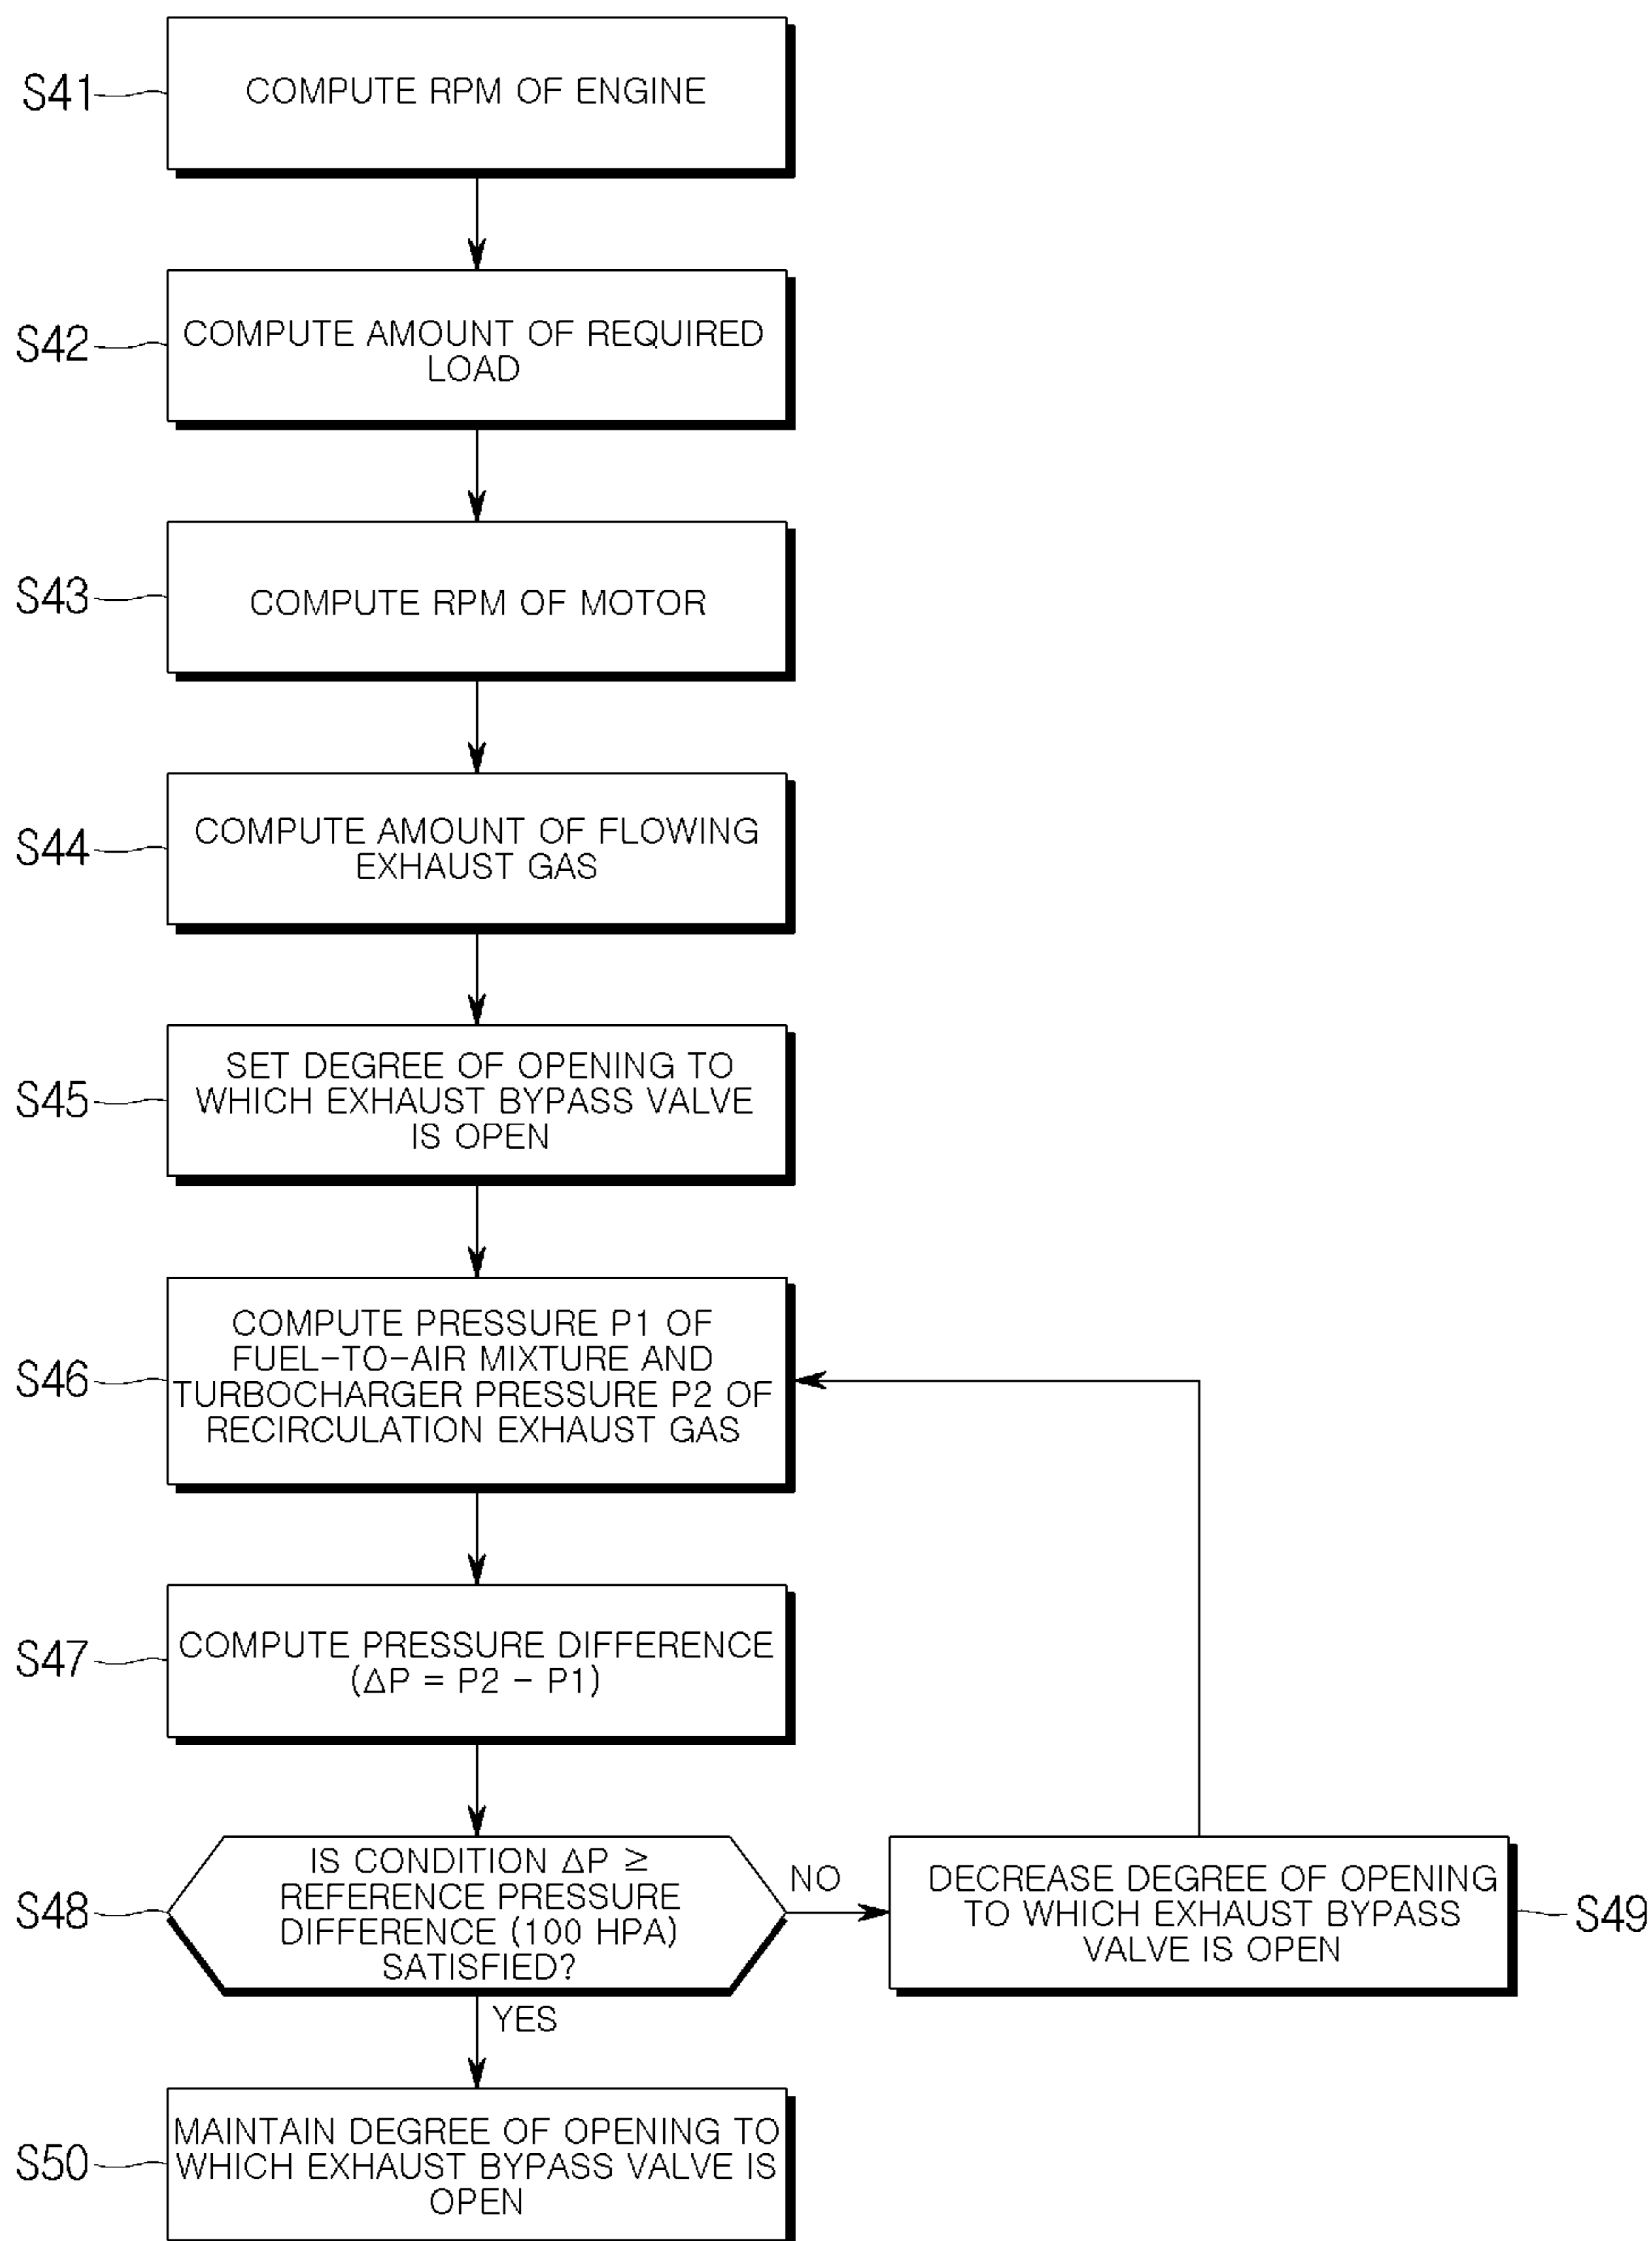 S41
COMPUTE RPM OF ENGINE
S42
COMPUTE AMOUNT OF REQUIRED
LOAD
S43
COMPUTE RPM OF MOTOR
S44
COMPUTE AMOUNT OF FLOWING
EXHAUST GAS
S45
SET DEGREE OF OPENING TO
WHICH EXHAUST BYPASS VALVE
IS OPEN
S46
COMPUTE PRESSURE P1 OF
FUEL-TO-AIR MIXTURE AND
TURBOCHARGER PRESSURE P2 OF
RECIRCULATION EXHAUST GAS
S47
COMPUTE PRESSURE DIFFERENCE
(ΔP = P2 - P1)
S48
IS CONDITION ΔP ≥
REFERENCE PRESSURE
DIFFERENCE (100 HPA)
SATISFIED?
NO
DECREASE DEGREE OF OPENING
TO WHICH EXHAUST BYPASS
VALVE IS OPEN
S49
YES
S50
MAINTAIN DEGREE OF OPENING TO
WHICH EXHAUST BYPASS VALVE IS
OPEN